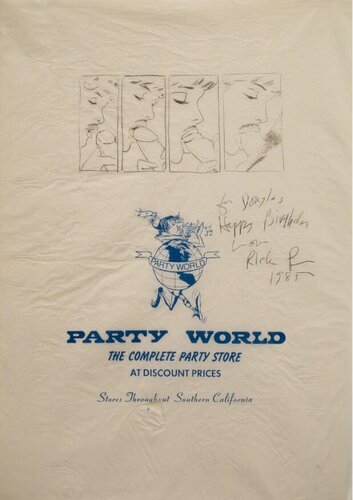 for Douglas
Happy Birthday
Love
Rick
1985
PARTY WORLD
PARTY WORLD
THE COMPLETE PARTY STORE
AT DISCOUNT PRICES
Stores Throughout Southern California